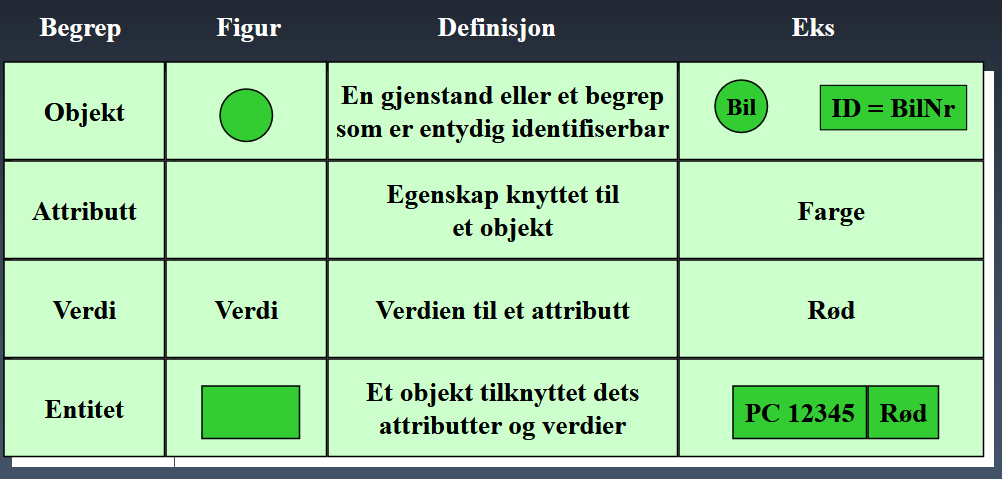 Begrep Figur Definisjon Eks
Objekt
En gjenstand eller et begrep
som er entydig identifiserbar
Bil
ID = BilNr
Attributt
Egenskap knyttet til
et objekt
Farge
Verdi
Verdi
Verdien til et attributt
Rød
Entitet
Et objekt tilknyttet dets
attributter og verdier
PC 12345
Rød